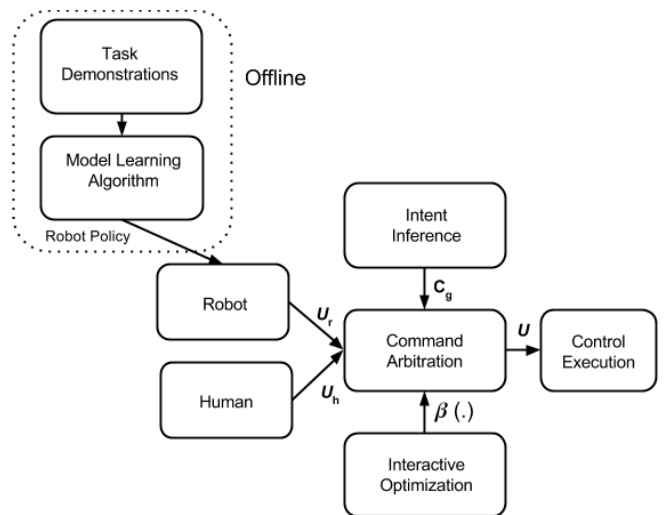 Task
Demonstrations
Offline
Model Learning
Algorithm
Robot Policy
Intent
Inference
C_g
Robot
U_r
Command
Arbitration
U
Control
Execution
Human
U_h
β (.)
Interactive
Optimization